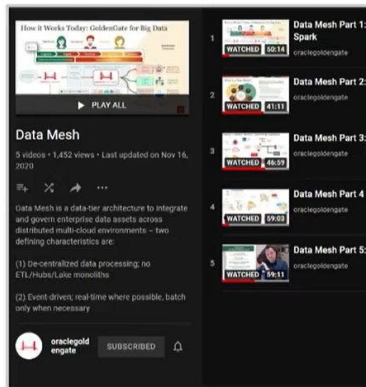 How it Works Today: GoldenGate for Big Data
PLAY ALL
Data Mesh
5 videos • 1,452 views • Last updated on Nov 16,
2020
Data Mesh is a data-tier architecture to integrate
and govern enterprise data assets across
distributed multi-cloud environments – two
defining characteristics are:
(1) De-centralized data processing; no
ETL/Hubs/Lake monoliths
(2) Event-driven; real-time where possible, batch
only when necessary
oraclegold
engate
SUBSCRIBED
1
WATCHED
50:14
Data Mesh Part 1:
Spark
oraclegoldengate
2
WATCHED
41:11
Data Mesh Part 2:
oraclegoldengate
3
WATCHED
46:59
Data Mesh Part 3:
oraclegoldengate
4
WATCHED
59:03
Data Mesh Part 4
oraclegoldengate
5
WATCHED
59:11
Data Mesh Part 5:
oraclegoldengate